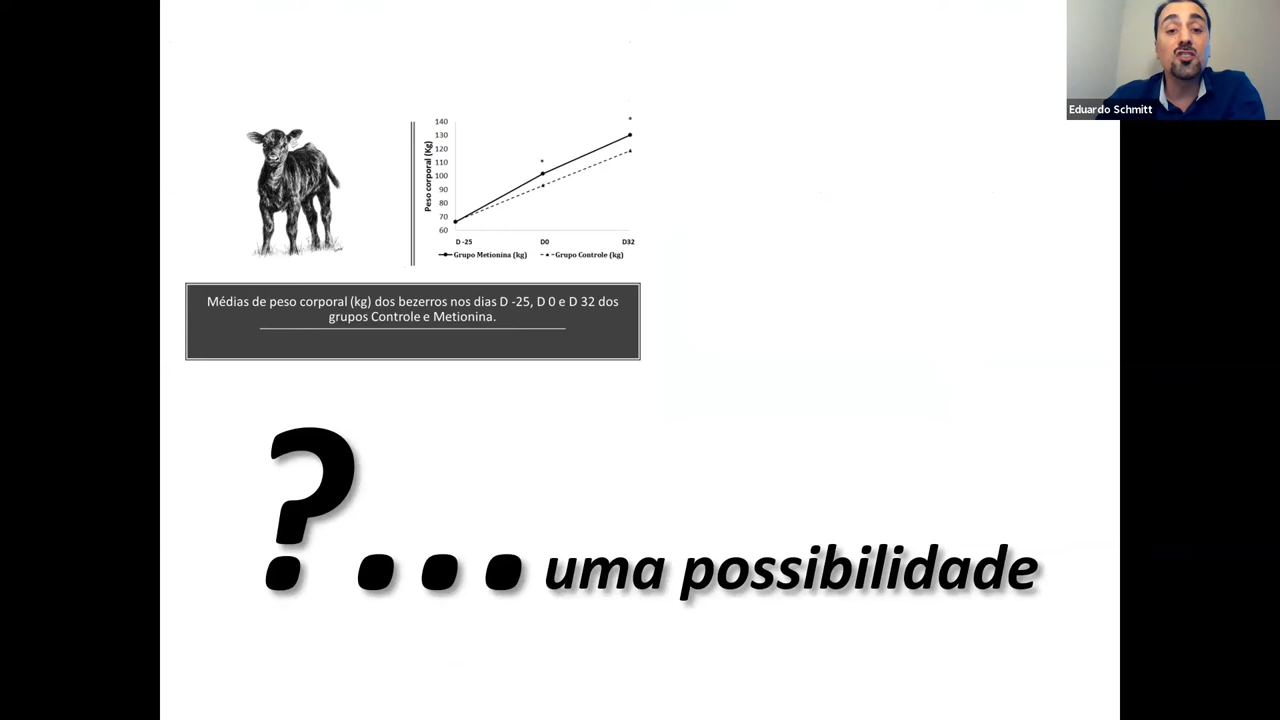 Eduardo Schmitt
140
130
120
110
100
90
80
70
60
Peso corporal (Kg)
*
*
D -25
D0
D32
Grupo Metionina (kg)
Grupo Controle (kg)
Médias de peso corporal (kg) dos bezerros nos dias D -25, D 0 e D 32 dos
grupos Controle e Metionina.
?... uma possibilidade